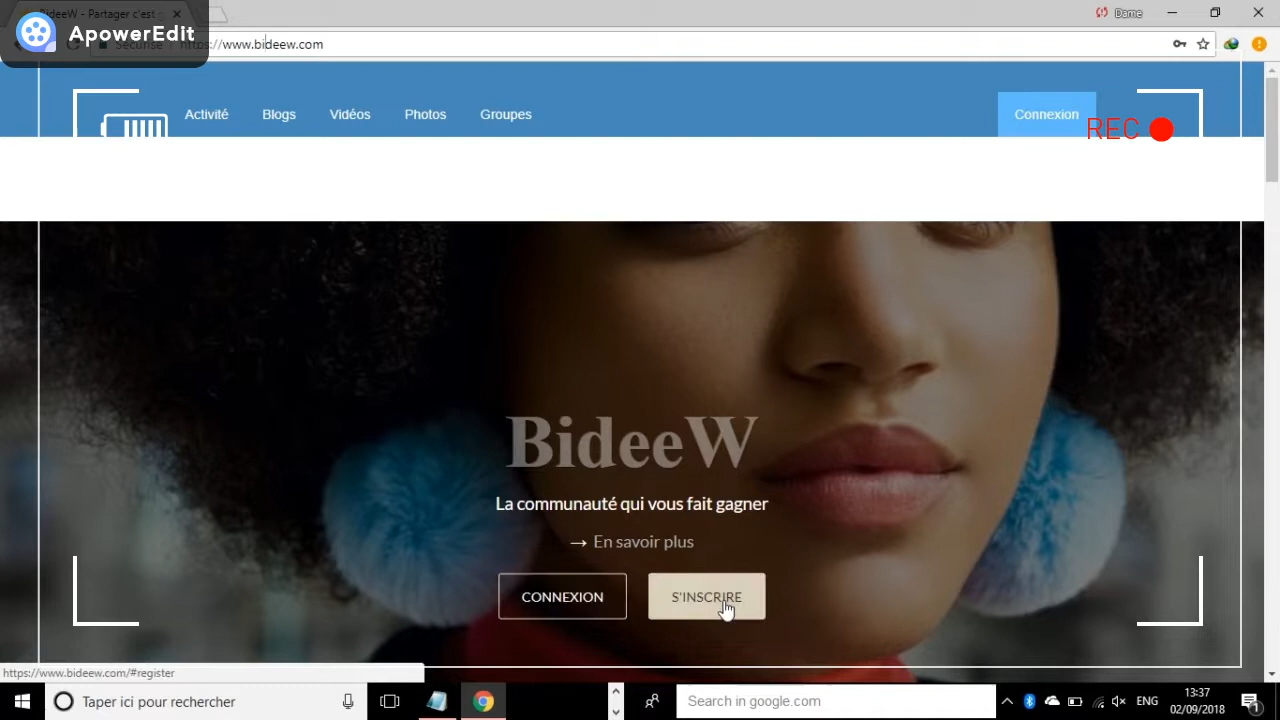 BideeW - Partager c'est
Dame
ApowerEdit
Sécurisé
https://www.bideew.com
Activité Blogs Vidéos Photos Groupes Connexion
REC
BideeW
La communauté qui vous fait gagner
→ En savoir plus
CONNEXION S'INSCRIRE
https://www.bideew.com/#register
Taper ici pour rechercher
Search in google.com
ENG
13:37
02/09/2018
1